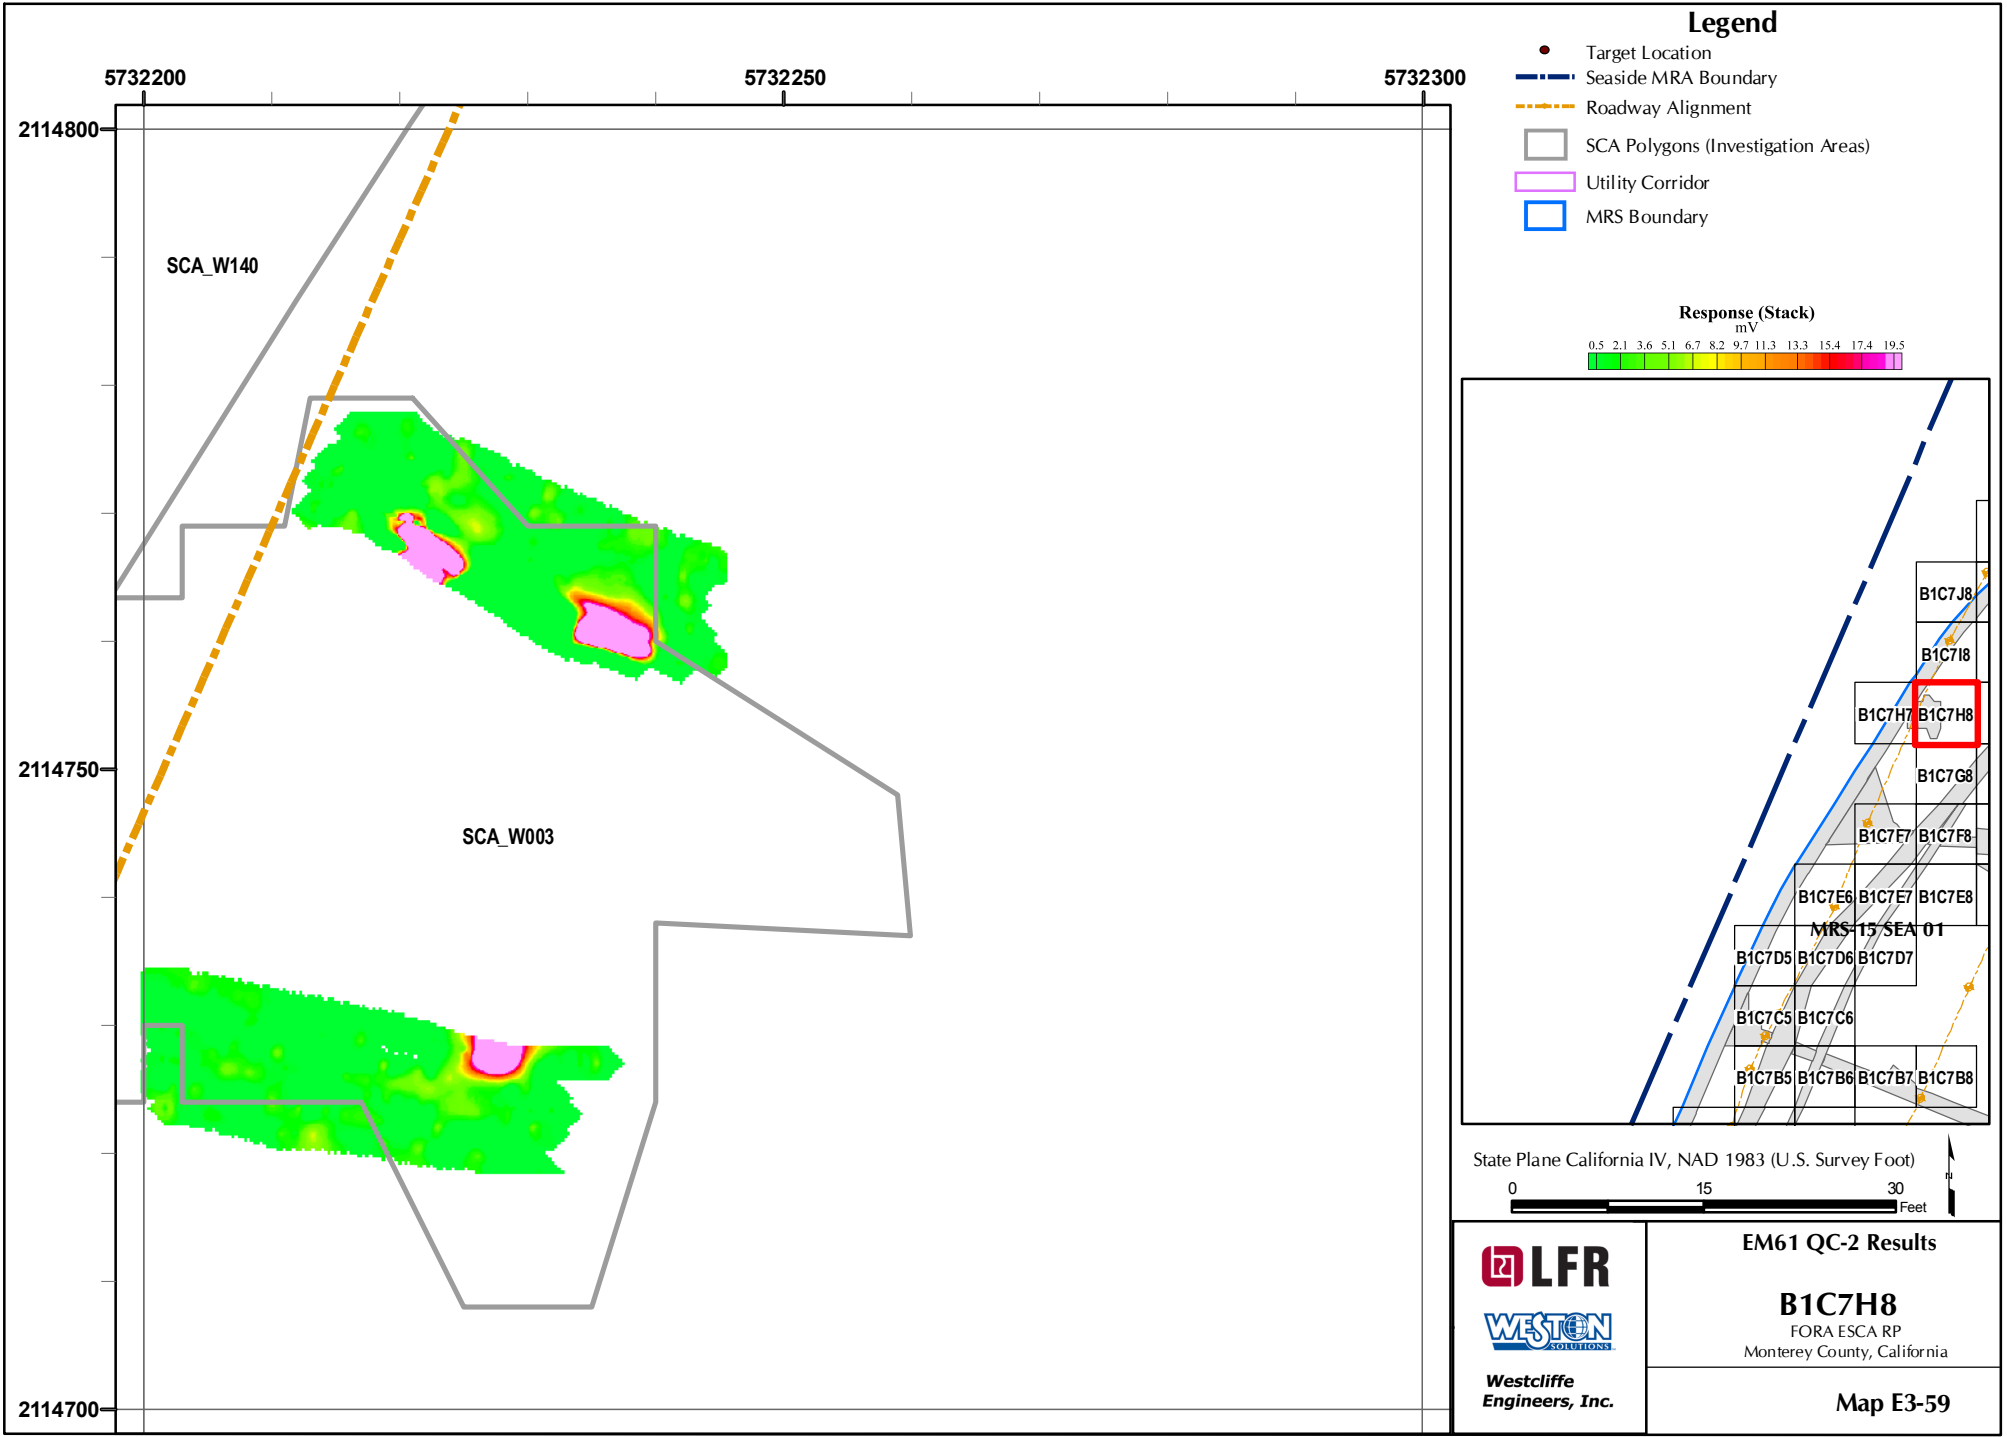 Legend
Target Location
Seaside MRA Boundary
Roadway Alignment
SCA Polygons (Investigation Areas)
Utility Corridor
MRS Boundary
5732200
5732250
5732300
2114800
2114750
2114700
SCA_W140
SCA_W003
Response (Stack)
mV
0.5 2.1 3.6 5.1 6.7 8.2 9.7 11.3 13.3 15.4 17.4 19.5
B1C7J8
B1C7I8
B1C7H7 B1C7H8
B1C7G8
B1C7F7 B1C7F8
B1C7E6 B1C7E7 B1C7E8
MRS-15 SEA 01
B1C7D5 B1C7D6 B1C7D7
B1C7C5 B1C7C6
B1C7B5 B1C7B6 B1C7B7 B1C7B8
State Plane California IV, NAD 1983 (U.S. Survey Foot)
N
0 15 30
Feet
LFR
WESTON
SOLUTIONS
Westcliffe
Engineers, Inc.
EM61 QC-2 Results
B1C7H8
FORA ESCA RP
Monterey County, California
Map E3-59